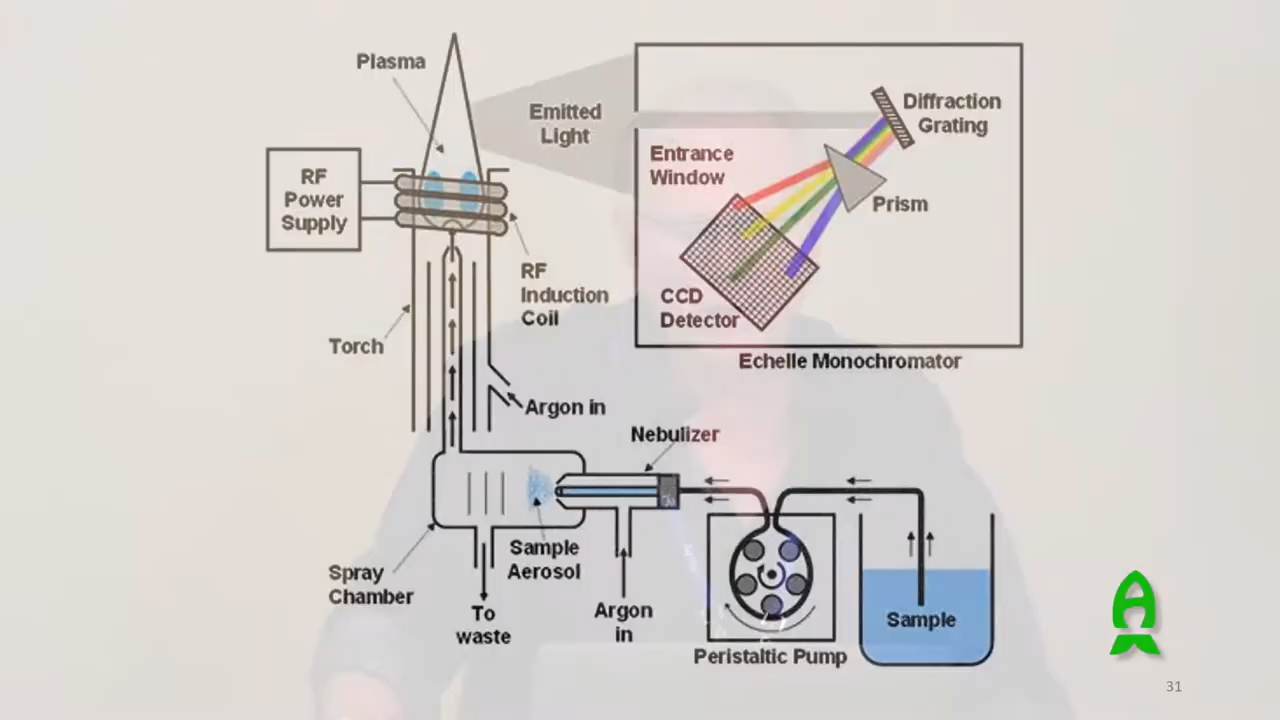 Plasma
Emitted
Light
Diffraction
Grating
Entrance
Window
RF
Power
Supply
Prism
RF
Induction
Coil
CCD
Detector
Torch
Echelle Monochromator
Argon in
Nebulizer
Sample
Aerosol
Spray
Chamber
To
waste
Argon
in
Sample
Peristaltic Pump
31